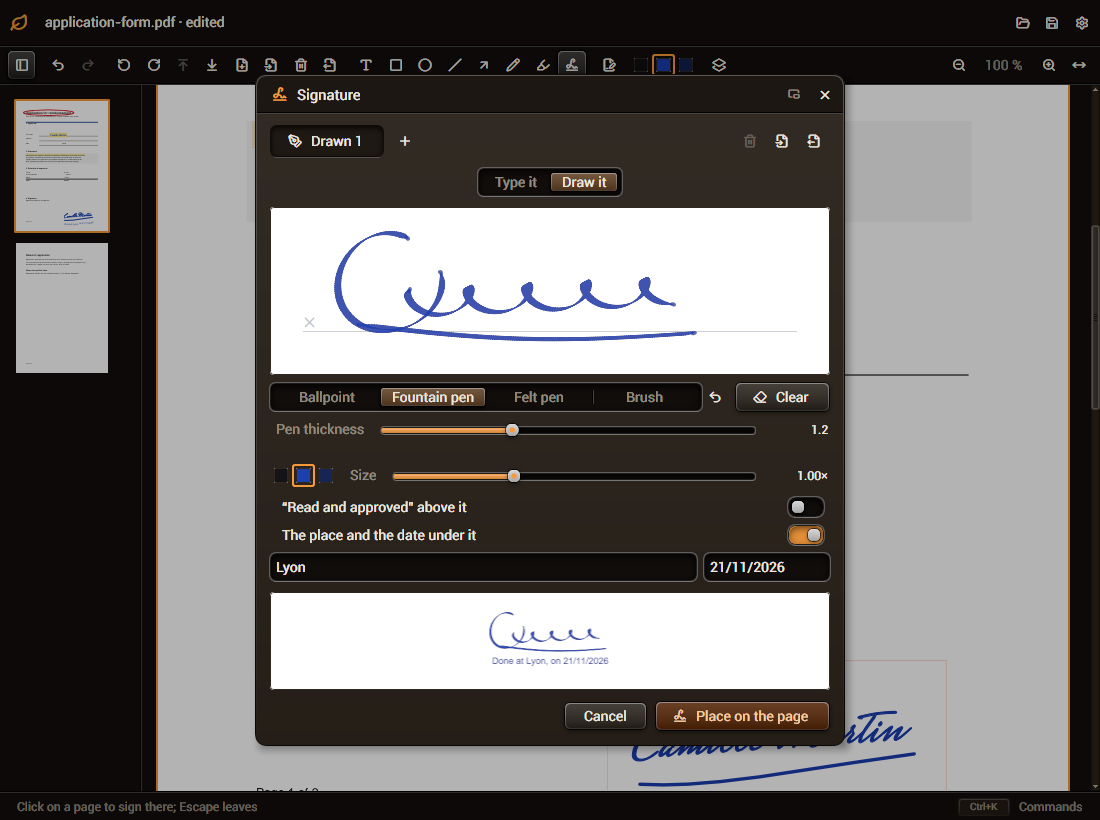 application-form.pdf · edited
100 %
Signature
Drawn 1
Type it
Draw it
Ballpoint
Fountain pen
Felt pen
Brush
Clear
Pen thickness
1.2
Size
1.00×
“Read and approved” above it
The place and the date under it
Lyon
21/11/2026
Done at Lyon, on 21/11/2026
Cancel
Place on the page
Camille Martin
Click on a page to sign there; Escape leaves
Ctrl+K
Commands